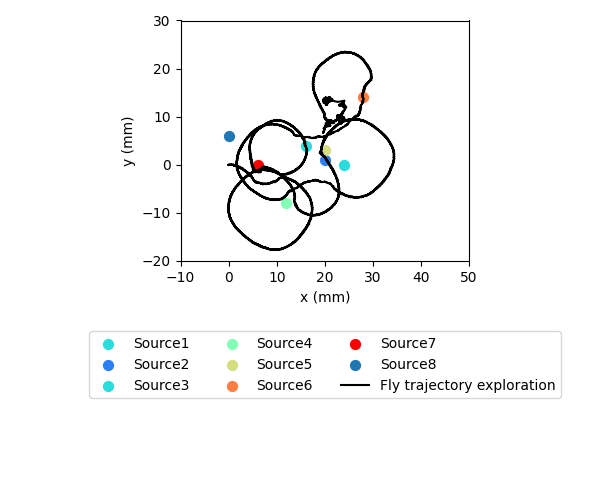 30
20
10
0
−10
−20
y (mm)
−10 0 10 20 30 40 50
x (mm)
Source1 Source4 Source7
Source2 Source5 Source8
Source3 Source6 Fly trajectory exploration